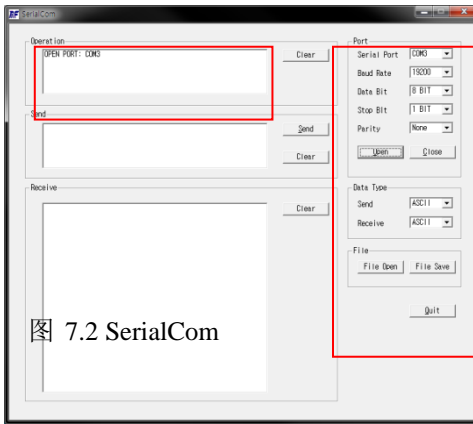 SerialCom
Operation
OPEN PORT: COM3
Clear
Send
Send
Clear
Receive
Clear
Port
Serial Port COM3
Baud Rate 19200
Data Bit 8 BIT
Stop Bit 1 BIT
Parity None
Open Close
Data Type
Send ASCII
Receive ASCII
File
File Open File Save
Quit
图 7.2 SerialCom